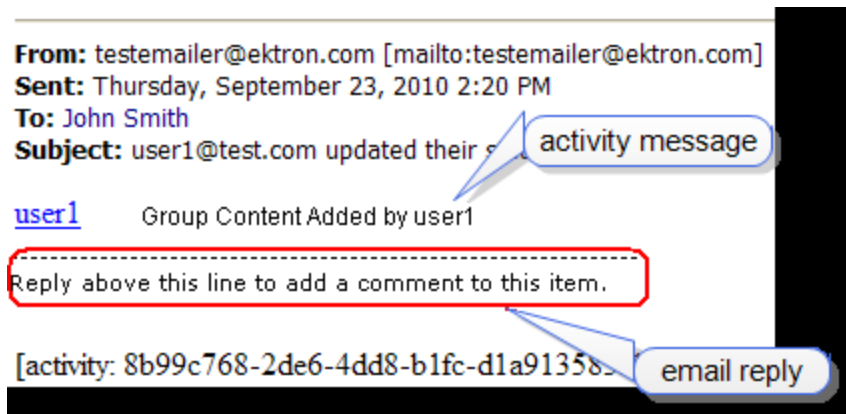 From: testemailer@ektron.com [mailto:testemailer@ektron.com]
Sent: Thursday, September 23, 2010 2:20 PM
To: John Smith
Subject: user1@test.com updated their
activity message
user1 Group Content Added by user1
Reply above this line to add a comment to this item.
[activity: 8b99c768-2de6-4dd8-b1fc-d1a91358
email reply